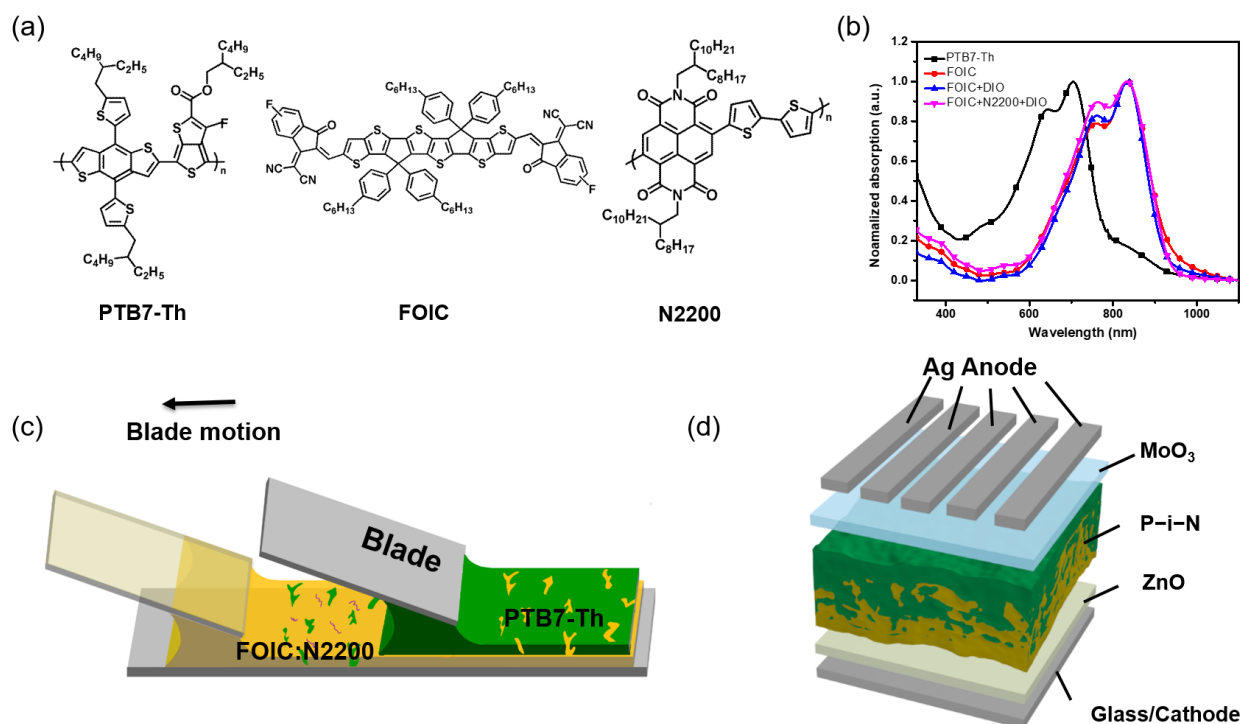 (a)
C₄H₉
C₂H₅
C₄H₉
C₂H₅
O
O
S
F
S
S
S
S
S
n
C₄H₉
C₂H₅
PTB7-Th
C₆H₁₃
C₆H₁₃
F
O
NC
CN
S
S
S
S
S
S
CN
CN
O
F
C₆H₁₃
C₆H₁₃
FOIC
C₁₀H₂₁
C₈H₁₇
O
N
O
S
S
n
O
N
O
C₁₀H₂₁
C₈H₁₇
N2200
(b)
Noamalized absorption (a.u.)
1.2
1.0
0.8
0.6
0.4
0.2
0.0
PTB7-Th
FOIC
FOIC+DIO
FOIC+N2200+DIO
400
600
800
1000
Wavelength (nm)
(c)
Blade motion
Blade
PTB7-Th
FOIC:N2200
(d)
Ag Anode
MoO₃
P−i−N
ZnO
Glass/Cathode